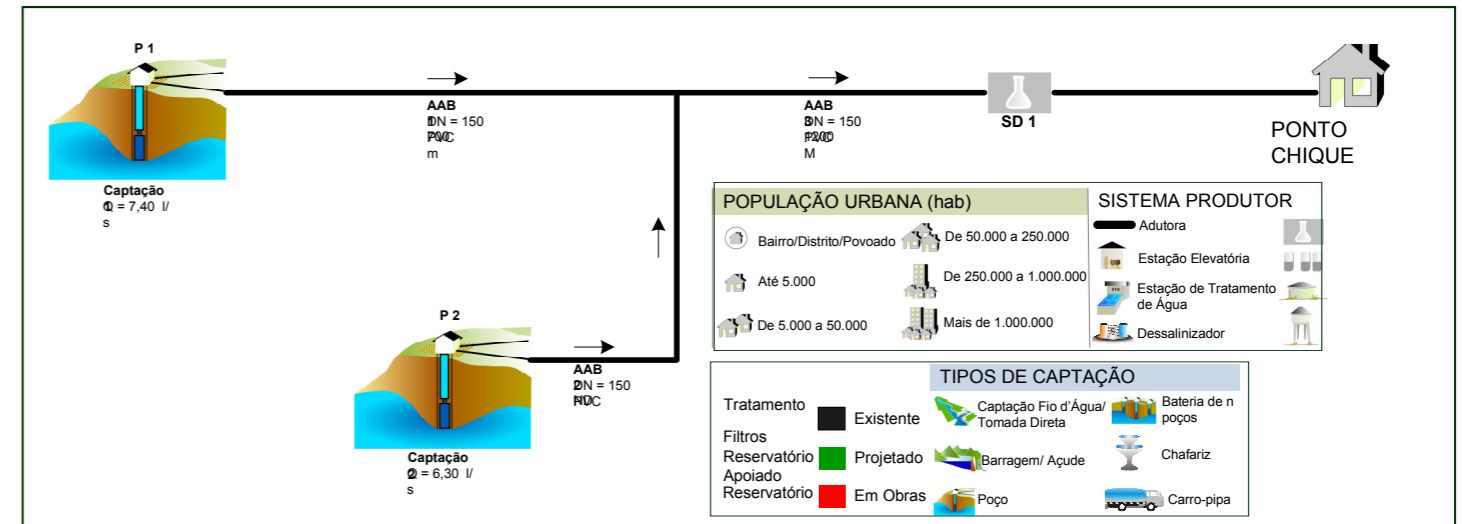 P 1
Captação
Q = 7,40 l/
s
AAB
DN = 150
PVC
m
P 2
Captação
Q = 6,30 l/
s
AAB
DN = 150
PVC
AAB
DN = 150
M
SD 1
PONTO
CHIQUE
POPULAÇÃO URBANA (hab)
Bairro/Distrito/Povoado
De 50.000 a 250.000
Até 5.000
De 250.000 a 1.000.000
De 5.000 a 50.000
Mais de 1.000.000
SISTEMA PRODUTOR
Adutora
Estação Elevatória
ETA
Estação de Tratamento
de Água
Dessalinizador
TIPOS DE CAPTAÇÃO
Tratamento
Filtros
Reservatório
Apoiado
Reservatório
Existente
Projetado
Em Obras
Captação Fio d'Água/
Tomada Direta
Barragem/ Açude
Poço
Bateria de n
poços
Chafariz
Carro-pipa